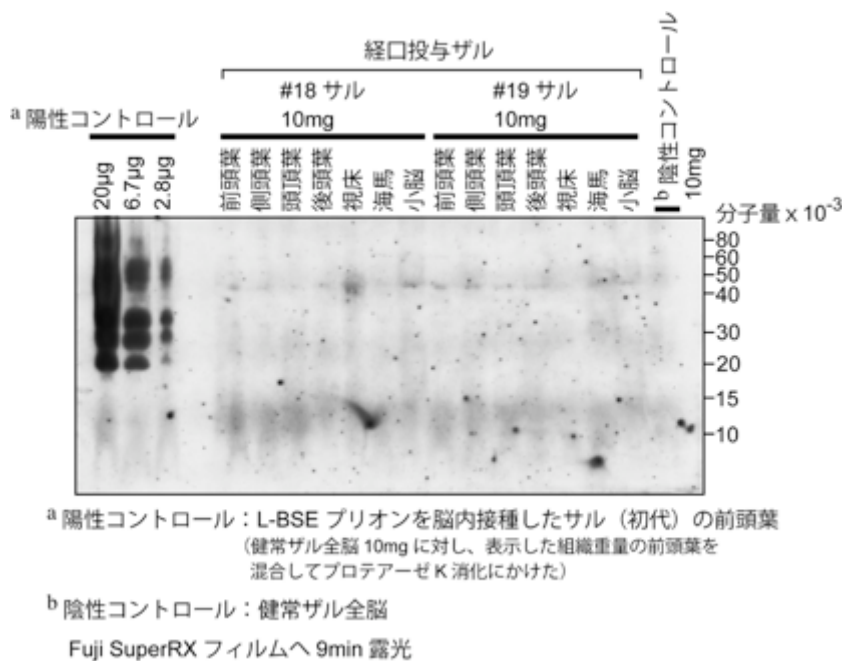 経口投与ザル
#18 サル
10mg
#19 サル
10mg
a 陽性コントロール
b 陰性コントロール
20μg
6.7μg
2.8μg
前頭葉
側頭葉
頭頂葉
後頭葉
視床
海馬
小脳
前頭葉
側頭葉
頭頂葉
後頭葉
視床
海馬
小脳
10mg
分子量 x 10-3
80
60
50
40
30
20
15
10
a 陽性コントロール：L-BSE プリオンを脳内接種したサル（初代）の前頭葉
（健常ザル全脳 10mg に対し、表示した組織重量の前頭葉を
混合してプロテアーゼ K 消化にかけた）
b 陰性コントロール：健常ザル全脳
Fuji SuperRX フィルムへ 9min 露光